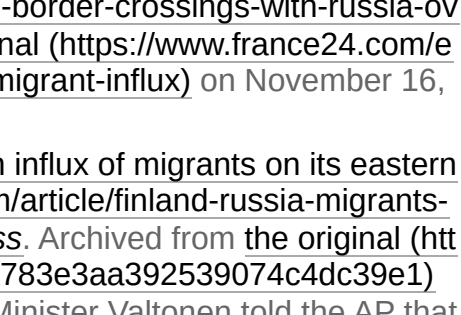 -border-crossings-with-russia-ov
nal (https://www.france24.com/e
migrant-influx) on November 16,
n influx of migrants on its eastern
m/article/finland-russia-migrants-
ss. Archived from the original (htt
783e3aa392539074c4dc39e1)
Minister Valtonen told the AP that